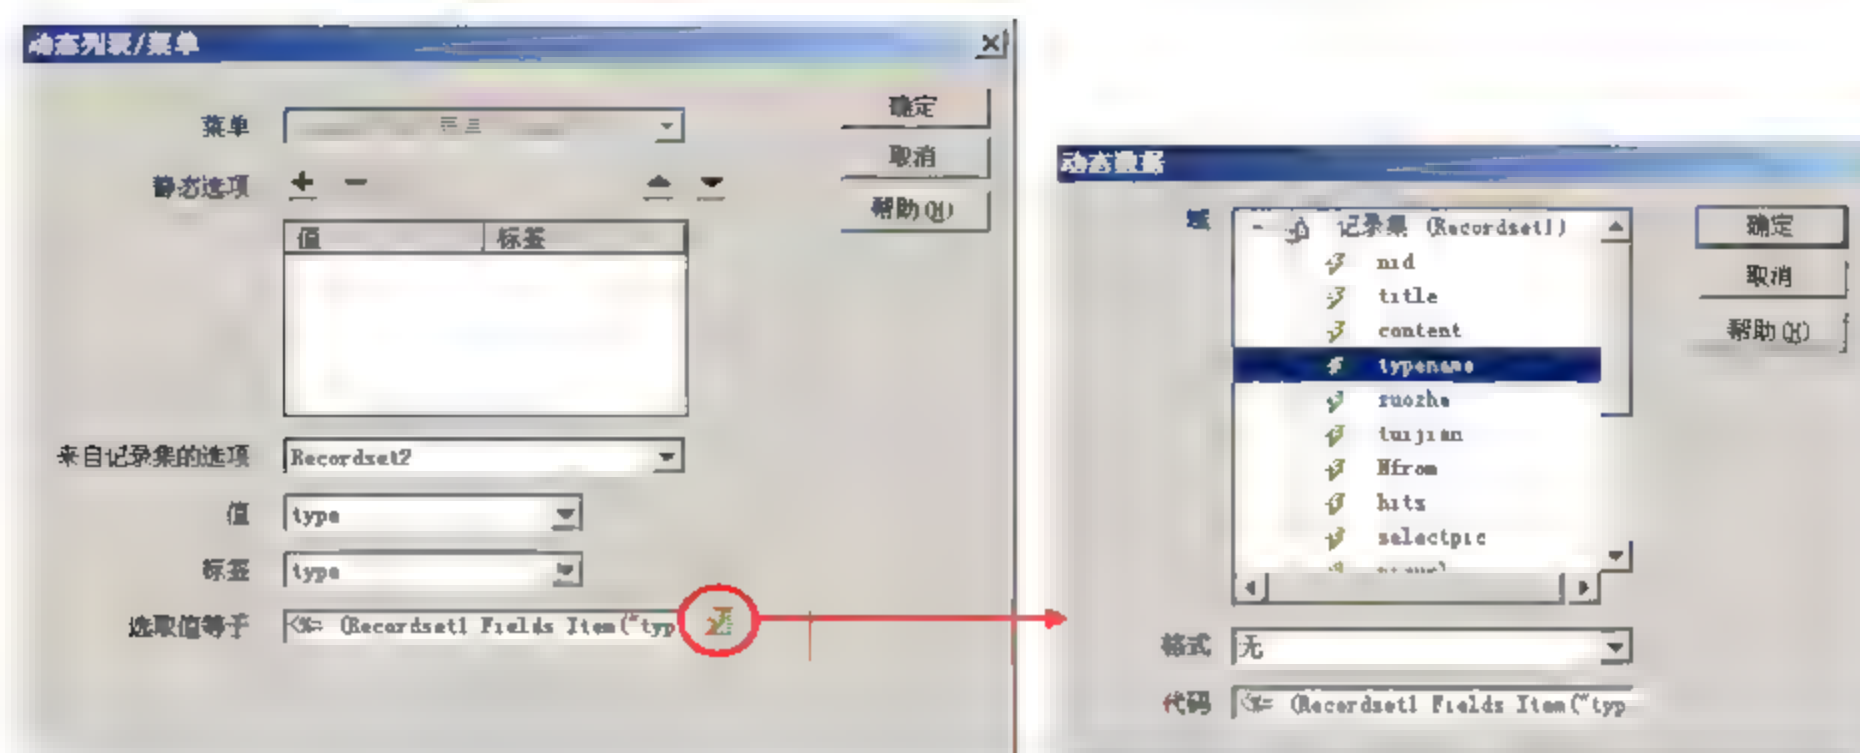 动态列表/菜单
菜单
确定
静态选项
取消
帮助(H)
值 标签
来自记录集的选项 Recordset2
值 type
标签 type
选取值等于 <%= (Recordset1 Fields Item("typ
动态数据
域 记录集 (Recordset1)
nid
title
content
typename
zuozhe
tuijian
Nfrom
hits
selectpic
确定
取消
帮助(H)
格式 无
代码 <%= (Recordset1 Fields Item("typ